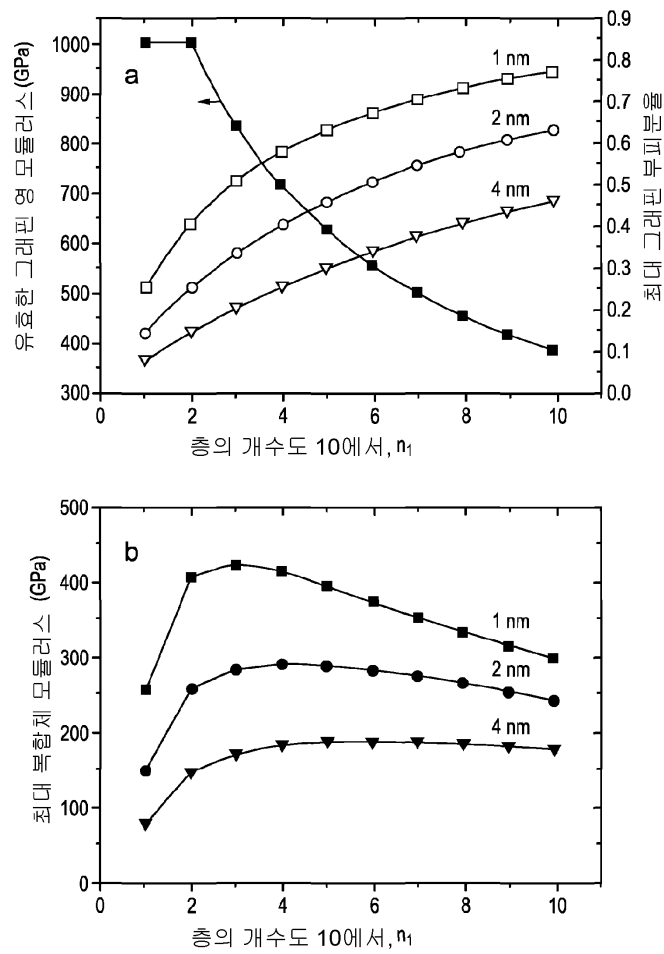 유효한 그래핀 영 모듈러스(GPa)
1000
900
800
700
600
500
400
300
a
1 nm
2 nm
4 nm
0.9
0.8
0.7
0.6
0.5
0.4
0.3
0.2
0.1
0.0
최대 그래핀 부피분율
0 2 4 6 8 10
층의 개수도 10에서, n₁
최대 복합체 모듈러스 (GPa)
500
400
300
200
100
0
b
1 nm
2 nm
4 nm
0 2 4 6 8 10
층의 개수도 10에서, n₁